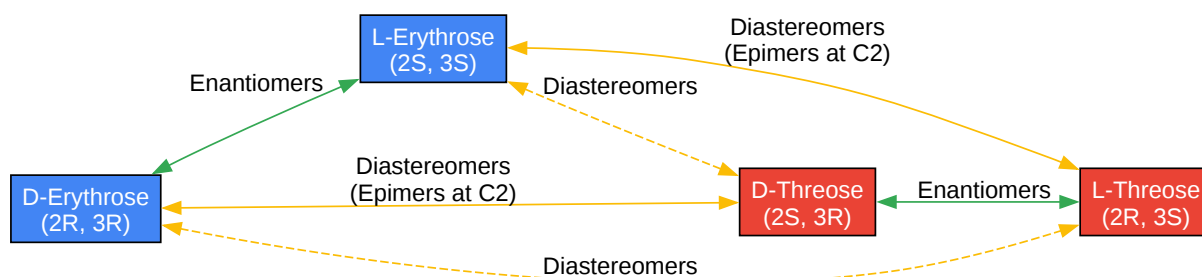 L-Erythrose
(2S, 3S)
Diastereomers
(Epimers at C2)
Enantiomers
Diastereomers
D-Erythrose
(2R, 3R)
Diastereomers
(Epimers at C2)
D-Threose
(2S, 3R)
Enantiomers
L-Threose
(2R, 3S)
Diastereomers